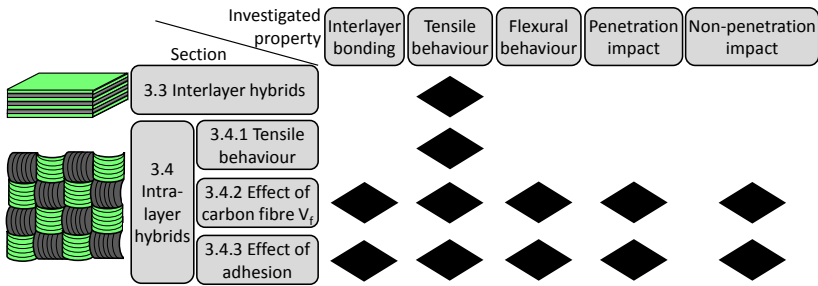 Investigated
property
Section
Interlayer
bonding
Tensile
behaviour
Flexural
behaviour
Penetration
impact
Non-penetration
impact
3.3 Interlayer hybrids
3.4
Intra-
layer
hybrids
3.4.1 Tensile
behaviour
3.4.2 Effect of
carbon fibre Vf
3.4.3 Effect of
adhesion